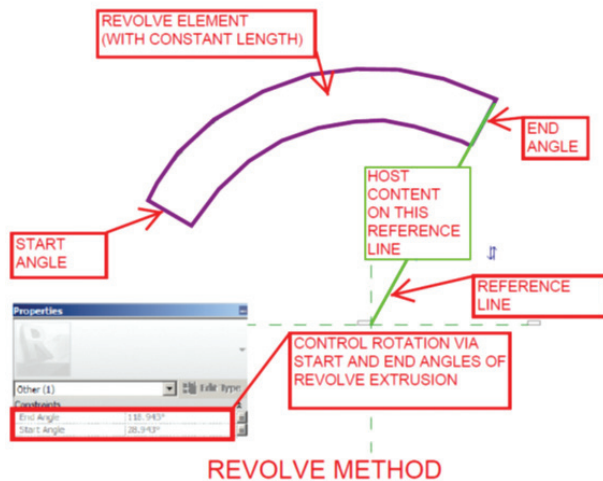 REVOLVE ELEMENT
(WITH CONSTANT LENGTH)
END
ANGLE
HOST
CONTENT
ON THIS
REFERENCE
LINE
START
ANGLE
REFERENCE
LINE
Properties
Other (1)
Edit Type
Constraints
End Angle 118.943°
Start Angle 28.943°
CONTROL ROTATION VIA
START AND END ANGLES OF
REVOLVE EXTRUSION
REVOLVE METHOD